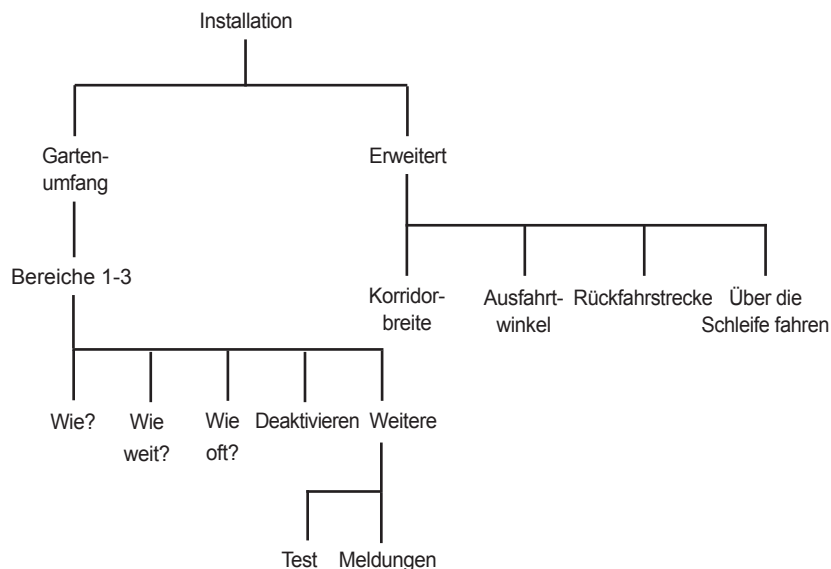 Installation
Garten-
umfang
Erweitert
Bereiche 1-3
Korridor-
breite
Ausfahrt-
winkel
Rückfahrstrecke
Über die
Schleife fahren
Wie?
Wie
weit?
Wie
oft?
Deaktivieren
Weitere
Test
Meldungen